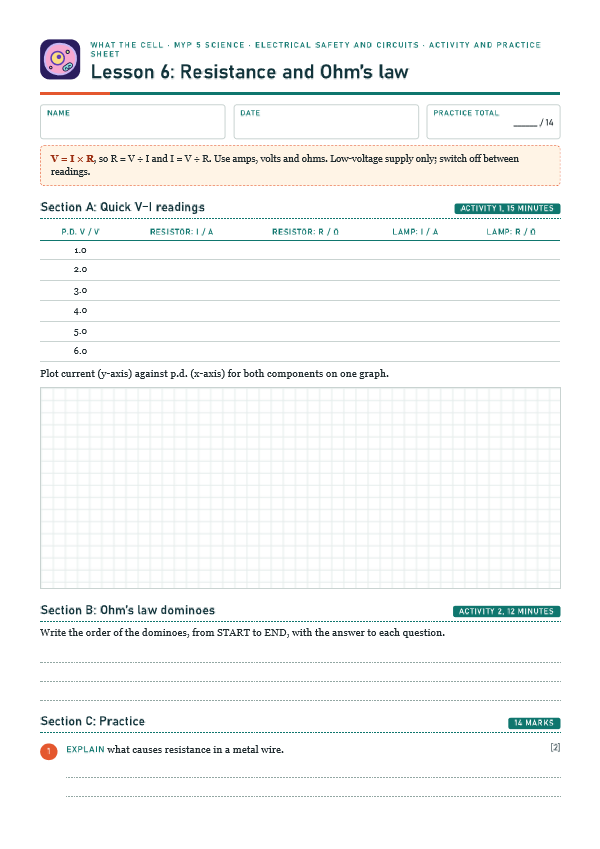 WHAT THE CELL · MYP 5 SCIENCE · ELECTRICAL SAFETY AND CIRCUITS · ACTIVITY AND PRACTICE
SHEET
Lesson 6: Resistance and Ohm's law
NAME
DATE
PRACTICE TOTAL
_____ / 14
V = I × R, so R = V ÷ I and I = V ÷ R. Use amps, volts and ohms. Low-voltage supply only; switch off between
readings.
Section A: Quick V–I readings
ACTIVITY 1, 15 MINUTES
P.D. V / V RESISTOR: I / A RESISTOR: R / Ω LAMP: I / A LAMP: R / Ω
1.0
2.0
3.0
4.0
5.0
6.0
Plot current (y-axis) against p.d. (x-axis) for both components on one graph.
Section B: Ohm's law dominoes
ACTIVITY 2, 12 MINUTES
Write the order of the dominoes, from START to END, with the answer to each question.
Section C: Practice
14 MARKS
1 EXPLAIN what causes resistance in a metal wire. [2]